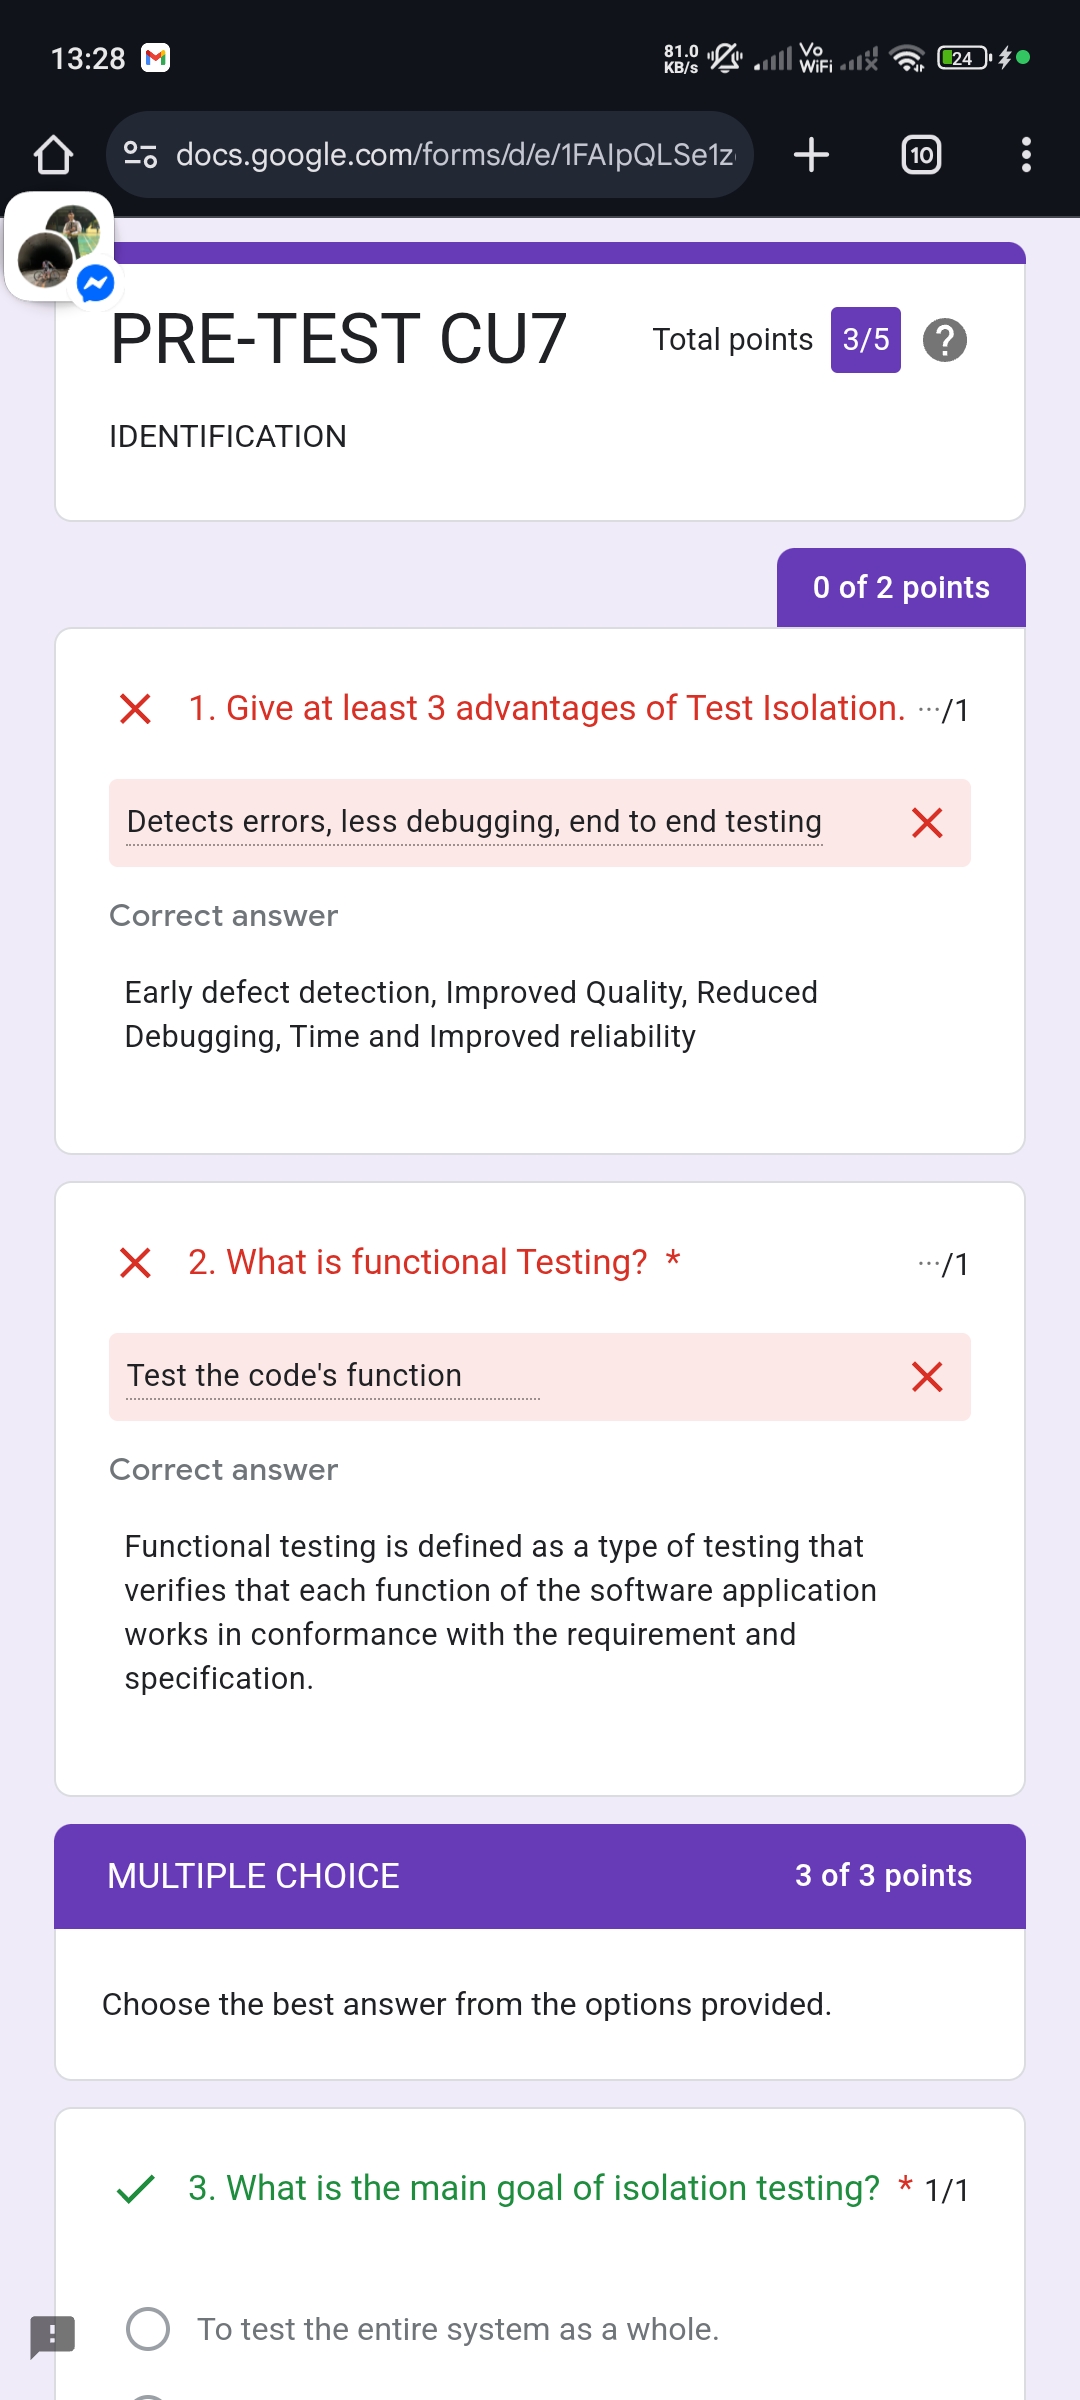 13:28
81.0
KB/s
Vo
WiFi
24
docs.google.com/forms/d/e/1FAIpQLSe1z
10
PRE-TEST CU7
Total points 3/5
IDENTIFICATION
0 of 2 points
1. Give at least 3 advantages of Test Isolation. ···/1
Detects errors, less debugging, end to end testing
Correct answer
Early defect detection, Improved Quality, Reduced
Debugging, Time and Improved reliability
2. What is functional Testing? * ···/1
Test the code's function
Correct answer
Functional testing is defined as a type of testing that
verifies that each function of the software application
works in conformance with the requirement and
specification.
MULTIPLE CHOICE 3 of 3 points
Choose the best answer from the options provided.
3. What is the main goal of isolation testing? * 1/1
To test the entire system as a whole.